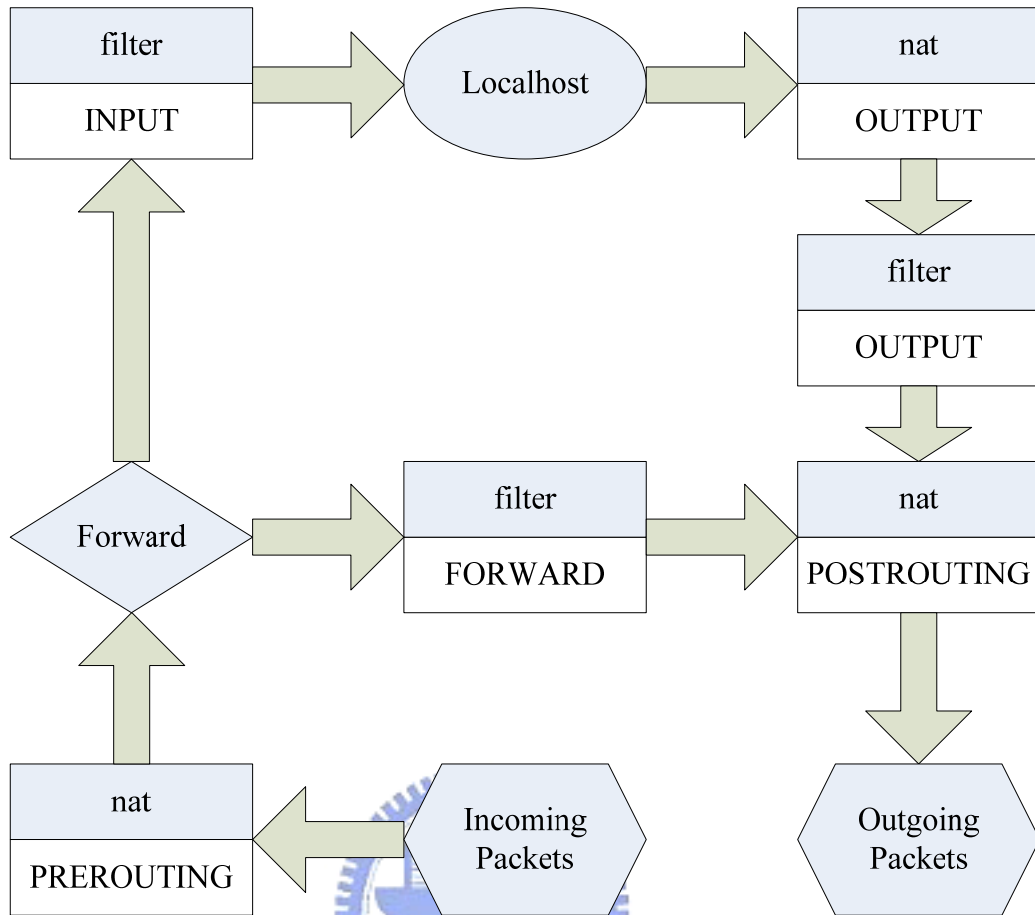 filter
INPUT
Localhost
nat
OUTPUT
filter
OUTPUT
Forward
filter
FORWARD
nat
POSTROUTING
nat
PREROUTING
Incoming
Packets
Outgoing
Packets